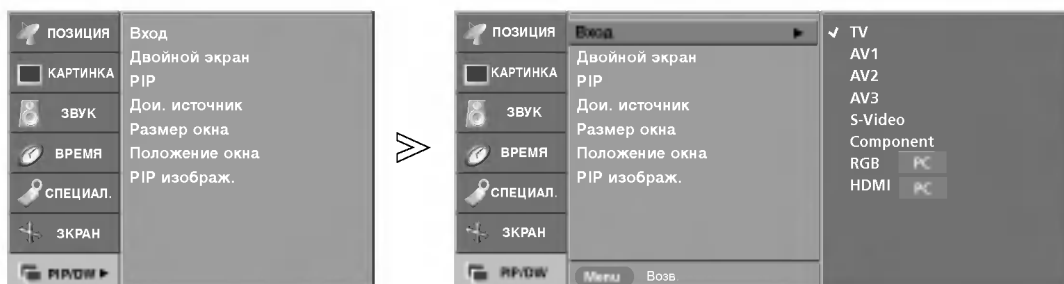 ПОЗИЦИЯ
КАРТИНКА
ЗВУК
ВРЕМЯ
СПЕЦИАЛ.
ЗКРАН
PIP/DW
Вход
Двойной экран
PIP
Дои. источник
Размер окна
Положение окна
PIP изображ.
ПОЗИЦИЯ
КАРТИНКА
ЗВУК
ВРЕМЯ
СПЕЦИАЛ.
ЗКРАН
PIP/DW
Вход
Двойной экран
PIP
Дои. источник
Размер окна
Положение окна
PIP изображ.
Menu Возв.
TV
AV1
AV2
AV3
S-Video
Component
RGB PC
HDMI PC